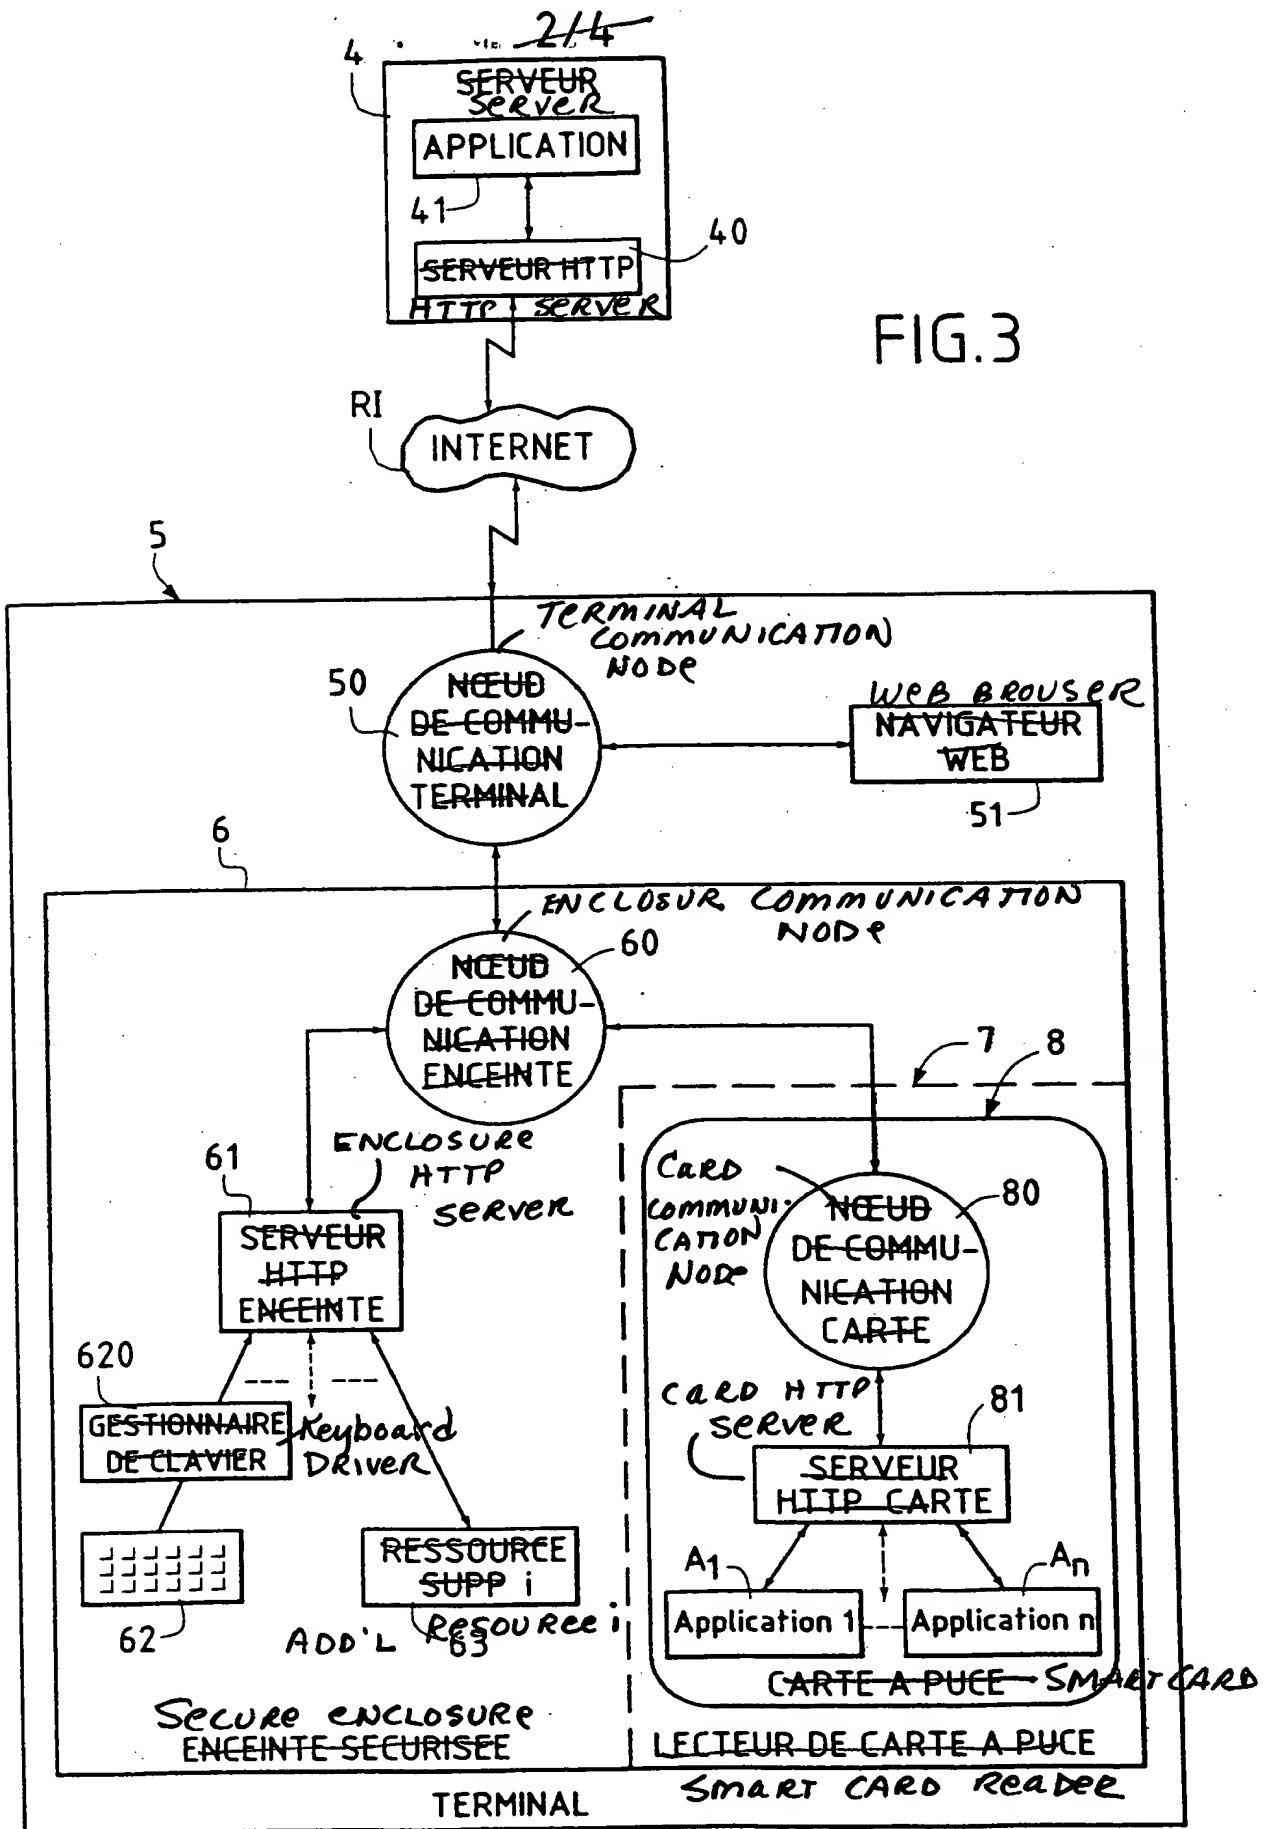 2/4
4
SERVEUR
SERVER
APPLICATION
41
40
SERVEUR HTTP
HTTP SERVER
FIG.3
RI
INTERNET
5
TERMINAL
COMMUNICATION
NODE
50
NŒUD
DE COMMU-
NICATION
TERMINAL
WEB BROUSER
NAVIGATEUR
WEB
51
6
ENCLOSUR COMMUNICATION
NODE
60
NŒUD
DE COMMU-
NICATION
ENCEINTE
7
8
ENCLOSURE
HTTP
SERVER
61
SERVEUR
HTTP
ENCEINTE
CARD
COMMUNI-
CATION
NODE
80
NŒUD
DE COMMU-
NICATION
CARTE
620
GESTIONNAIRE
DE CLAVIER
Keyboard
DRIVER
CARD HTTP
SERVER
81
SERVEUR
HTTP CARTE
62
RESSOURCE
SUPP i
ADD'L RESOURCE i
63
A1
An
Application 1
Application n
CARTE A PUCE
SMART CARD
SECURE ENCLOSURE
ENCEINTE SECURISEE
LECTEUR DE CARTE A PUCE
SMART CARD READER
TERMINAL